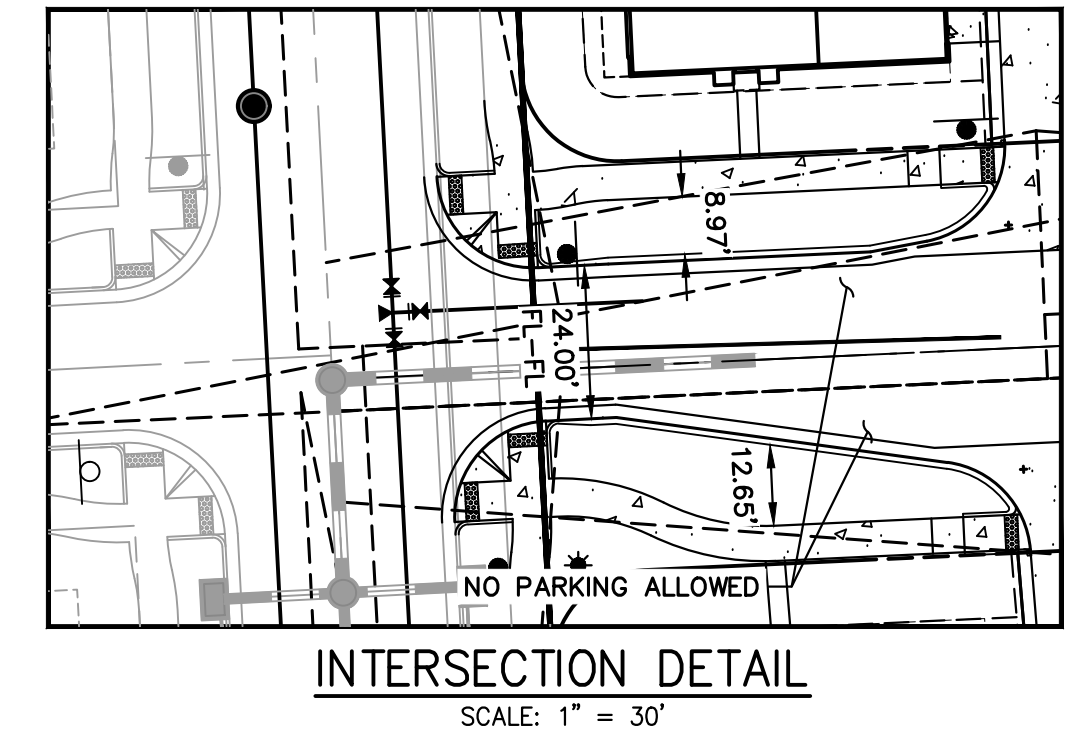 8.97'
24.00'
FL-FL
12.65'
NO PARKING ALLOWED
INTERSECTION DETAIL
SCALE: 1" = 30'